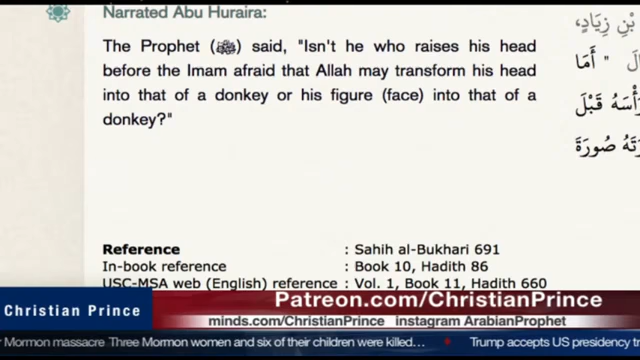 Narrated Abu Huraira:
بْنِ زِيَادٍ،
The Prophet (ﷺ) said, "Isn't he who raises his head
before the Imam afraid that Allah may transform his head
" أَمَا
into that of a donkey or his figure (face) into that of a
رَأْسَهُ قَبْلَ
donkey?"
صُورَةَ
Reference : Sahih al-Bukhari 691
In-book reference : Book 10, Hadith 86
USC-MSA web (English) reference : Vol. 1, Book 11, Hadith 660
Christian Prince
Patreon.com/ChristianPrince
minds.com/ChristianPrince instagram ArabianProphet
Mormon massacre Three Mormon women and six of their children were killed... Trump accepts US presidency